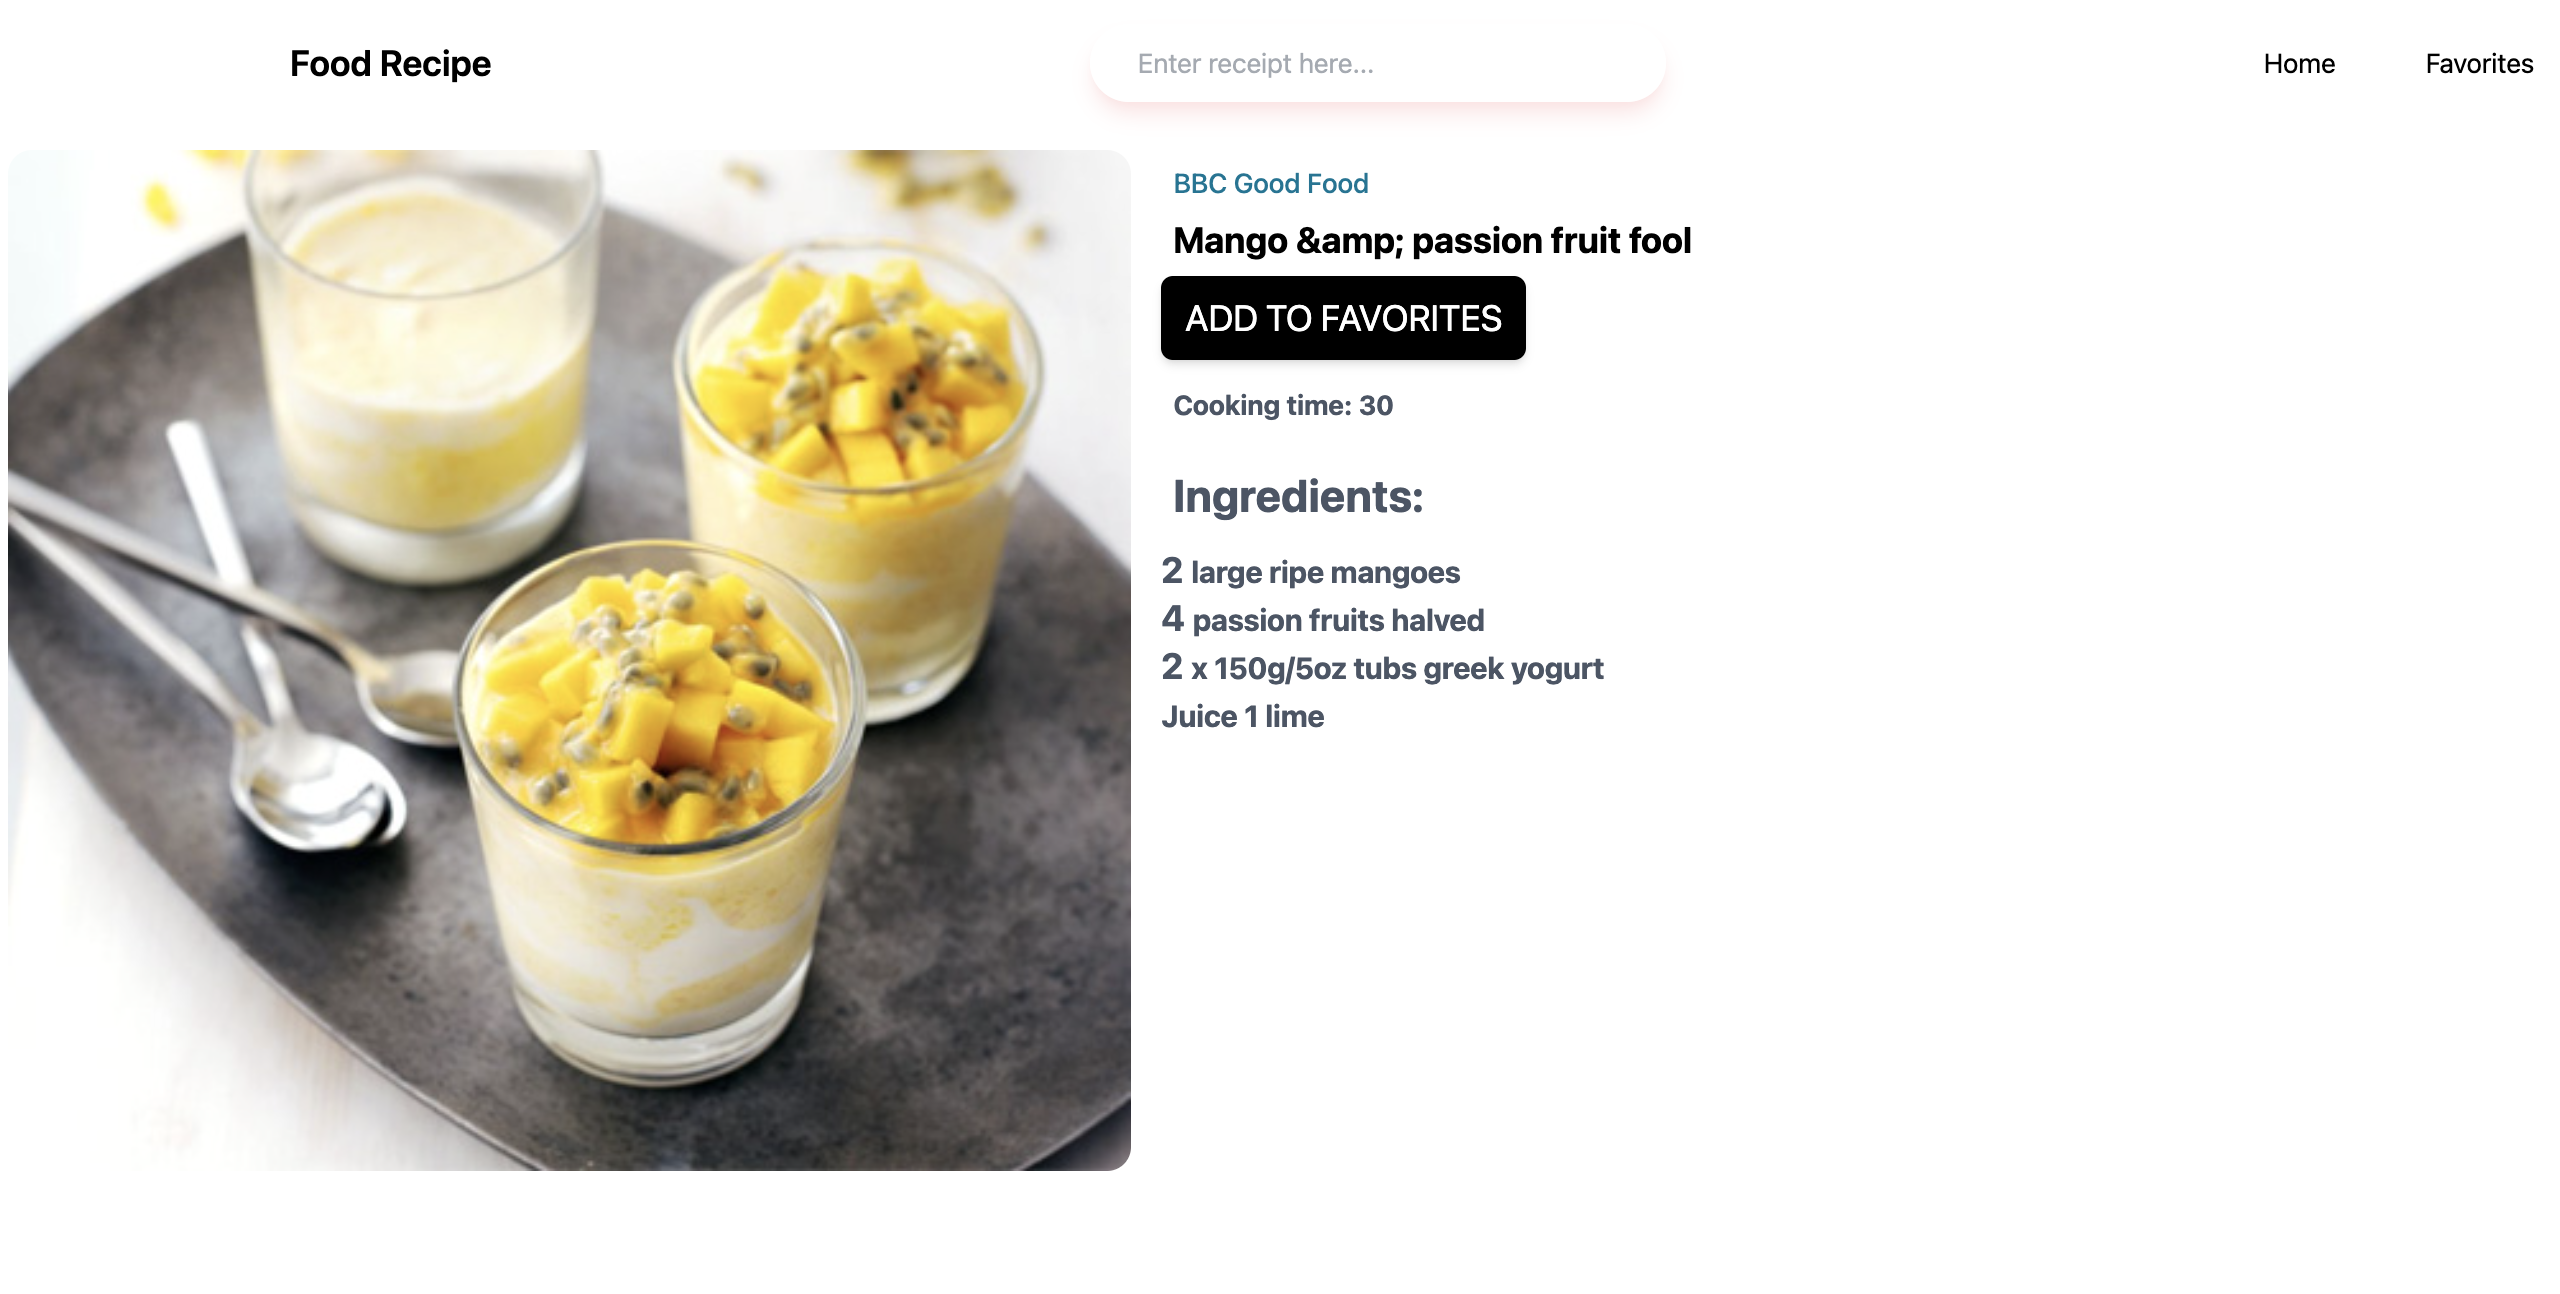 Food Recipe
Enter receipt here...
Home
Favorites
BBC Good Food
Mango &amp; passion fruit fool
ADD TO FAVORITES
Cooking time: 30
Ingredients:
2 large ripe mangoes
4 passion fruits halved
2 x 150g/5oz tubs greek yogurt
Juice 1 lime